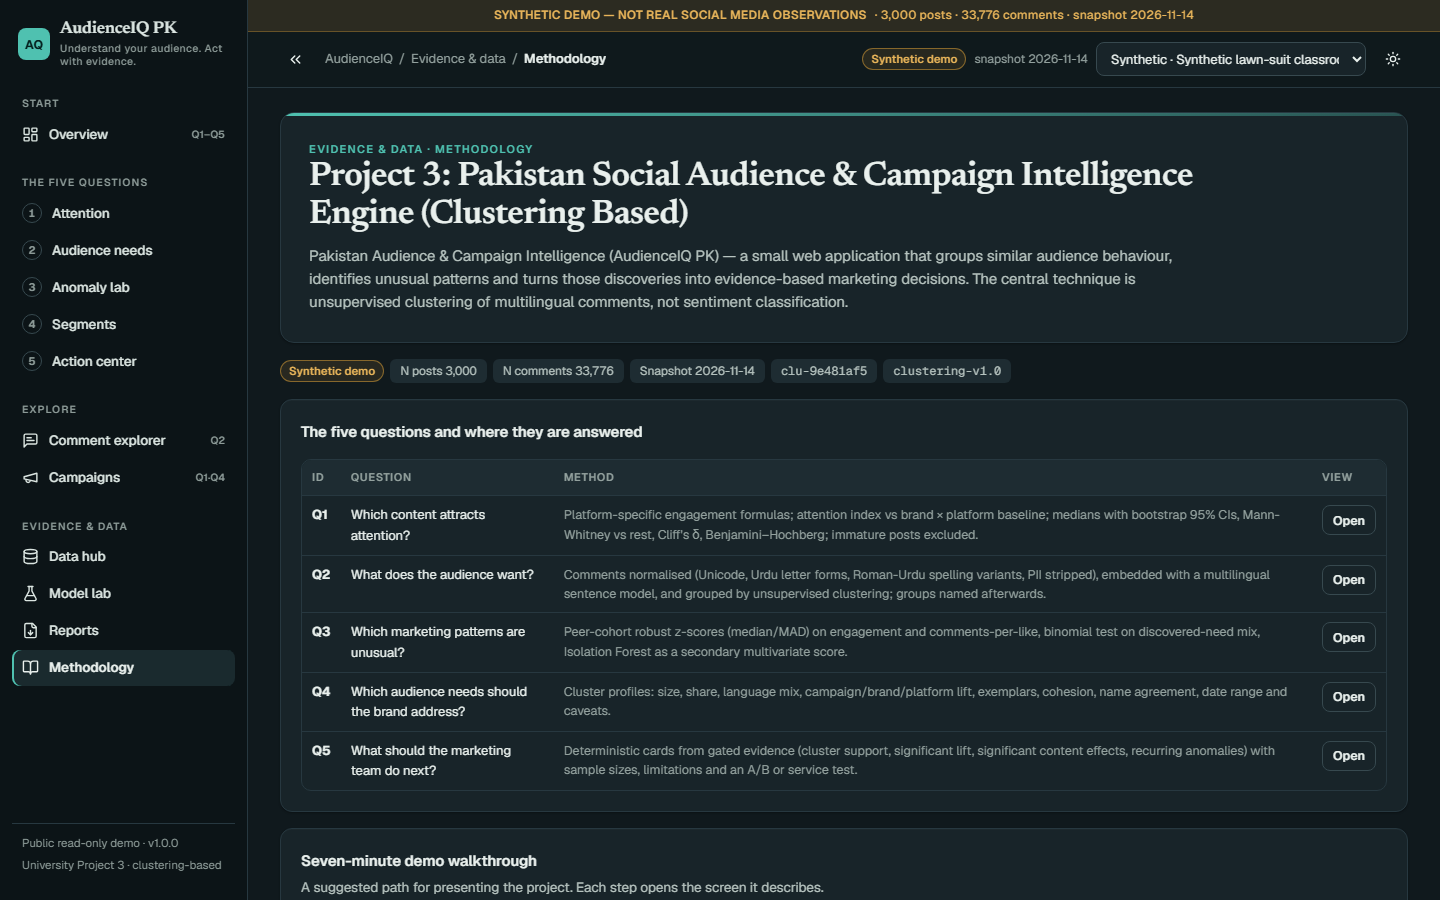 AQ
AudienceIQ PK
Understand your audience. Act
with evidence.
START
Overview Q1–Q5
THE FIVE QUESTIONS
1 Attention
2 Audience needs
3 Anomaly lab
4 Segments
5 Action center
EXPLORE
Comment explorer Q2
Campaigns Q1-Q4
EVIDENCE & DATA
Data hub
Model lab
Reports
Methodology
Public read-only demo · v1.0.0
University Project 3 · clustering-based
SYNTHETIC DEMO — NOT REAL SOCIAL MEDIA OBSERVATIONS · 3,000 posts · 33,776 comments · snapshot 2026-11-14
« AudienceIQ / Evidence & data / Methodology
Synthetic demo snapshot 2026-11-14 Synthetic · Synthetic lawn-suit
EVIDENCE & DATA · METHODOLOGY
Project 3: Pakistan Social Audience & Campaign Intelligence
Engine (Clustering Based)
Pakistan Audience & Campaign Intelligence (AudienceIQ PK) — a small web application that groups similar audience behaviour,
identifies unusual patterns and turns those discoveries into evidence-based marketing decisions. The central technique is
unsupervised clustering of multilingual comments, not sentiment classification.
Synthetic demo N posts 3,000 N comments 33,776 Snapshot 2026-11-14 clu-9e481af5 clustering-v1.0
The five questions and where they are answered
ID QUESTION METHOD VIEW
Q1 Which content attracts
attention?
Platform-specific engagement formulas; attention index vs brand × platform baseline; medians with bootstrap 95% CIs, Mann-
Whitney vs rest, Cliff's δ, Benjamini–Hochberg; immature posts excluded.
Open
Q2 What does the audience want?
Comments normalised (Unicode, Urdu letter forms, Roman-Urdu spelling variants, PII stripped), embedded with a multilingual
sentence model, and grouped by unsupervised clustering; groups named afterwards.
Open
Q3 Which marketing patterns are
unusual?
Peer-cohort robust z-scores (median/MAD) on engagement and comments-per-like, binomial test on discovered-need mix,
Isolation Forest as a secondary multivariate score.
Open
Q4 Which audience needs should
the brand address?
Cluster profiles: size, share, language mix, campaign/brand/platform lift, exemplars, cohesion, name agreement, date range and
caveats.
Open
Q5 What should the marketing
team do next?
Deterministic cards from gated evidence (cluster support, significant lift, significant content effects, recurring anomalies) with
sample sizes, limitations and an A/B or service test.
Open
Seven-minute demo walkthrough
A suggested path for presenting the project. Each step opens the screen it describes.